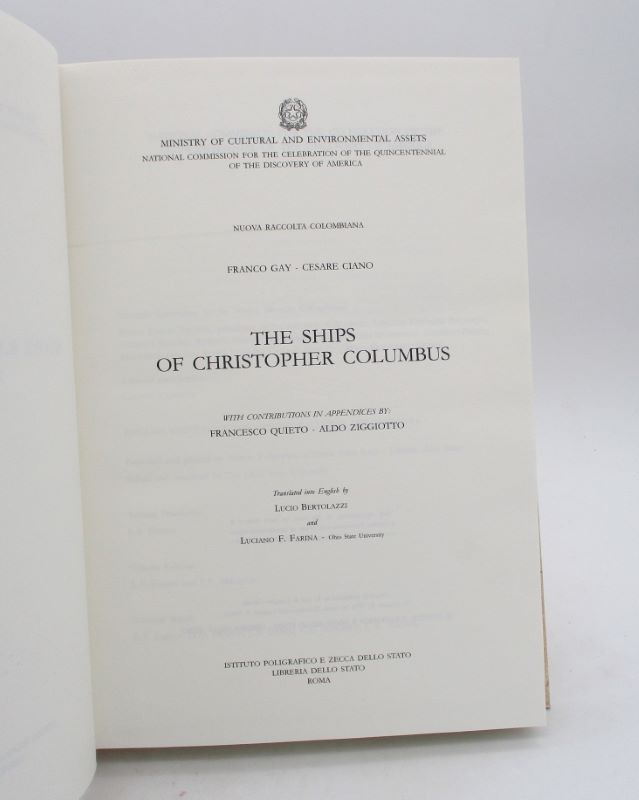 MINISTRY OF CULTURAL AND ENVIRONMENTAL ASSETS
NATIONAL COMMISSION FOR THE CELEBRATION OF THE QUINCENTENNIAL
OF THE DISCOVERY OF AMERICA
NUOVA RACCOLTA COLOMBIANA
FRANCO GAY - CESARE CIANO
THE SHIPS
OF CHRISTOPHER COLUMBUS
WITH CONTRIBUTIONS IN APPENDICES BY:
FRANCESCO QUIETO - ALDO ZIGGIOTTO
Translated into English by
LUCIO BERTOLAZZI
and
LUCIANO F. FARINA - Ohio State University
ISTITUTO POLIGRAFICO E ZECCA DELLO STATO
LIBRERIA DELLO STATO
ROMA